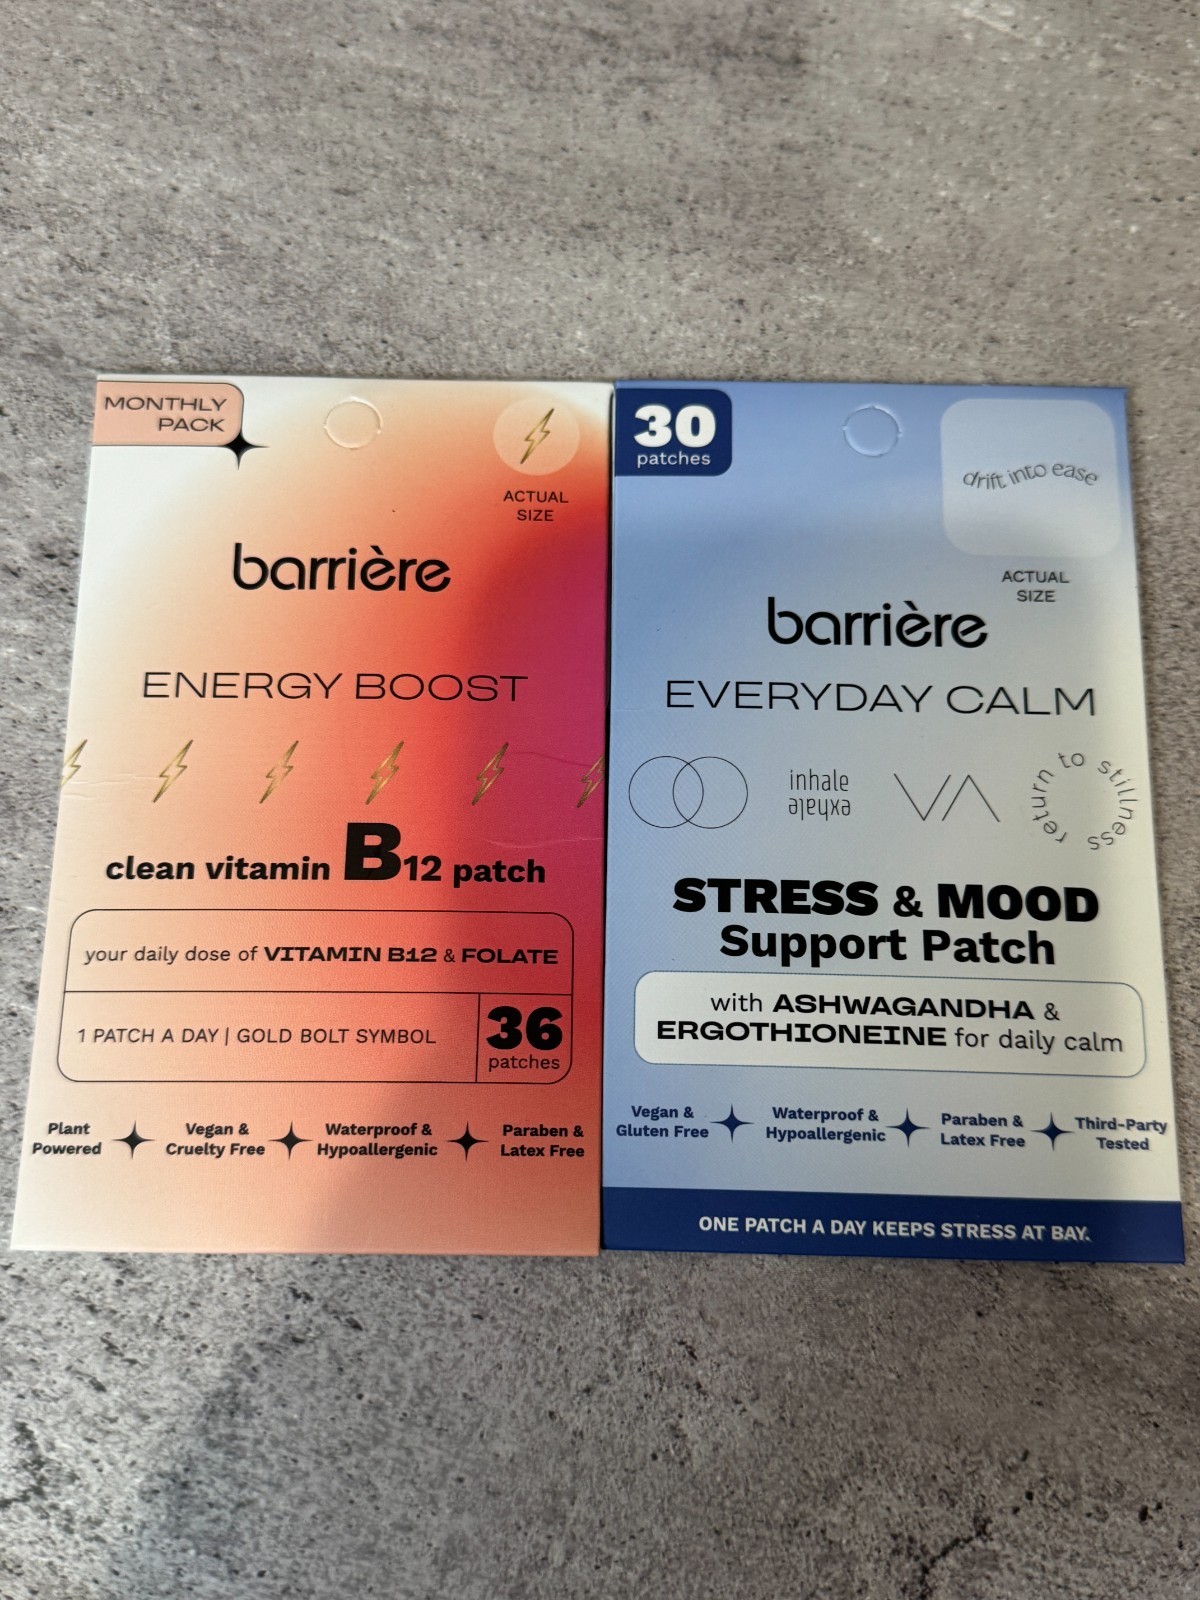 MONTHLY
PACK
ACTUAL
SIZE
barrière
ENERGY BOOST
clean vitamin B12 patch
your daily dose of VITAMIN B12 & FOLATE
1 PATCH A DAY | GOLD BOLT SYMBOL
36
patches
Plant
Powered
Vegan &
Cruelty Free
Waterproof &
Hypoallergenic
Paraben &
Latex Free
30
patches
drift into ease
ACTUAL
SIZE
barrière
EVERYDAY CALM
inhale
exhale
return to stillness
STRESS & MOOD
Support Patch
with ASHWAGANDHA &
ERGOTHIONEINE for daily calm
Vegan &
Gluten Free
Waterproof &
Hypoallergenic
Paraben &
Latex Free
Third-Party
Tested
ONE PATCH A DAY KEEPS STRESS AT BAY.